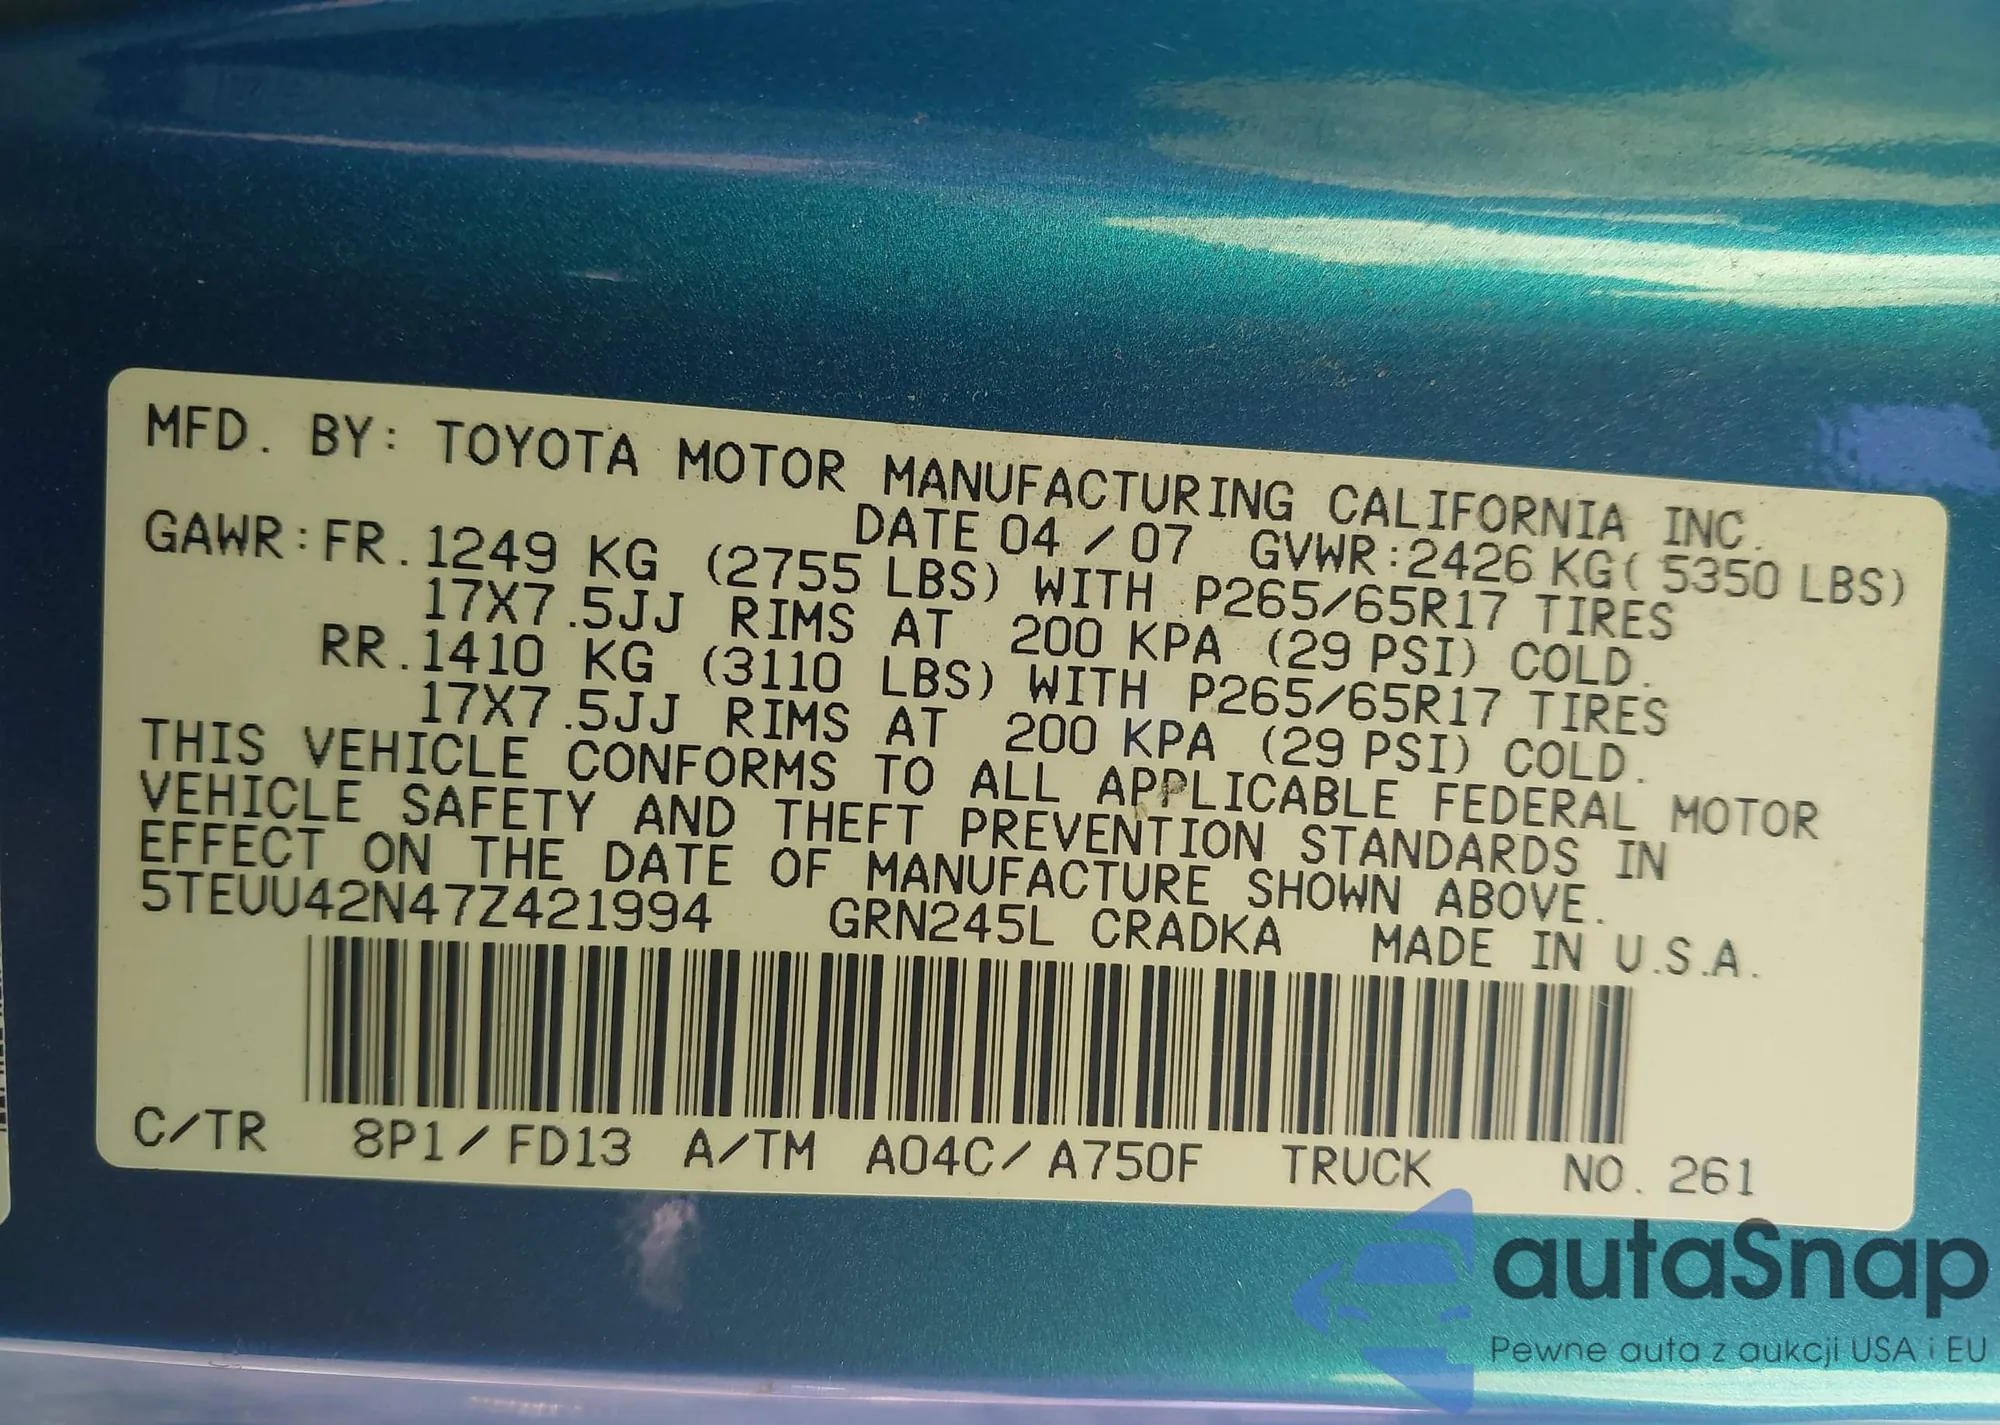 MFD. BY: TOYOTA MOTOR MANUFACTURING CALIFORNIA INC.
DATE 04 / 07 GVWR:2426 KG( 5350 LBS)
GAWR:FR.1249 KG (2755 LBS) WITH P265/65R17 TIRES
17X7.5JJ RIMS AT 200 KPA (29 PSI) COLD.
RR.1410 KG (3110 LBS) WITH P265/65R17 TIRES
17X7.5JJ RIMS AT 200 KPA (29 PSI) COLD.
THIS VEHICLE CONFORMS TO ALL APPLICABLE FEDERAL MOTOR
VEHICLE SAFETY AND THEFT PREVENTION STANDARDS IN
EFFECT ON THE DATE OF MANUFACTURE SHOWN ABOVE.
5TEUU42N47Z421994 GRN245L CRADKA MADE IN U.S.A.
C/TR 8P1/FD13 A/TM A04C/A750F TRUCK NO. 261
autaSnap
Pewne auta z aukcji USA i EU